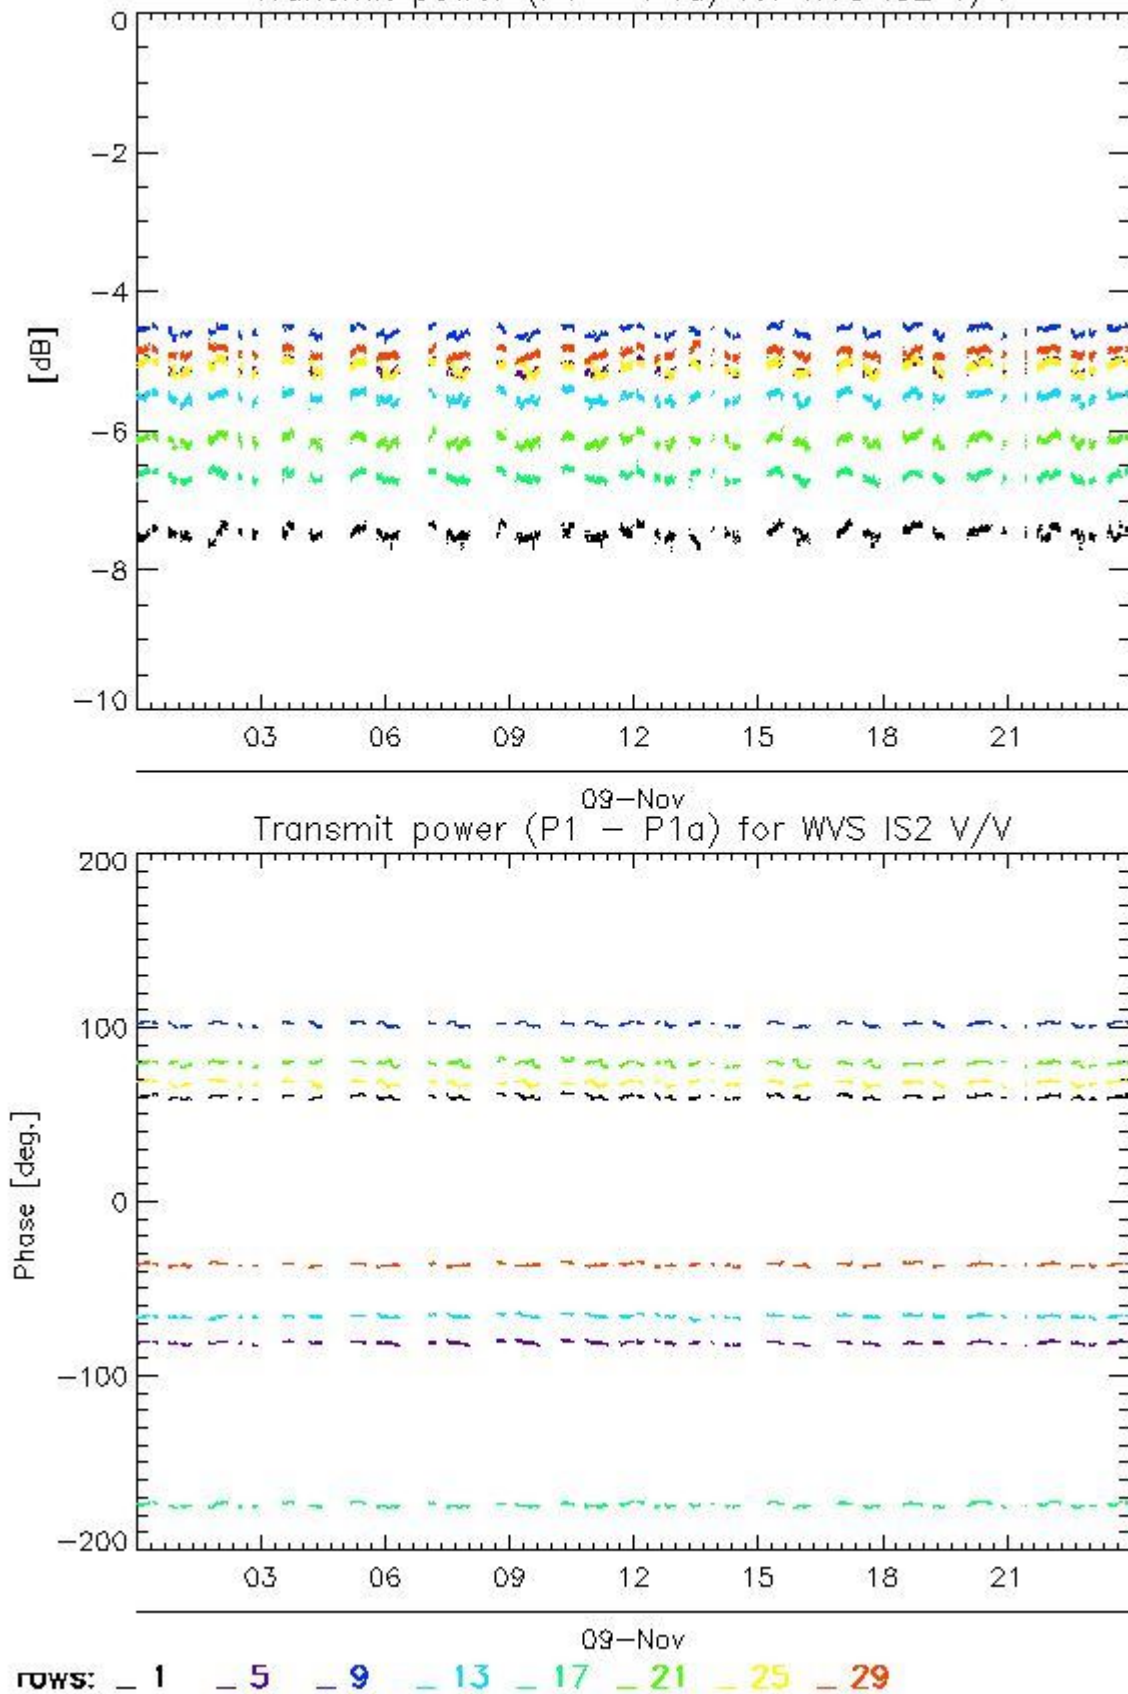 0
-2
-4
[dB]
-6
-8
-10
03 06 09 12 15 18 21
09-Nov
Transmit power (P1 - P1a) for WVS IS2 V/V
200
100
0
Phase [deg.]
-100
-200
03 06 09 12 15 18 21
09-Nov
rows: _ 1 _ 5 _ 9 _ 13 _ 17 _ 21 _ 25 _ 29